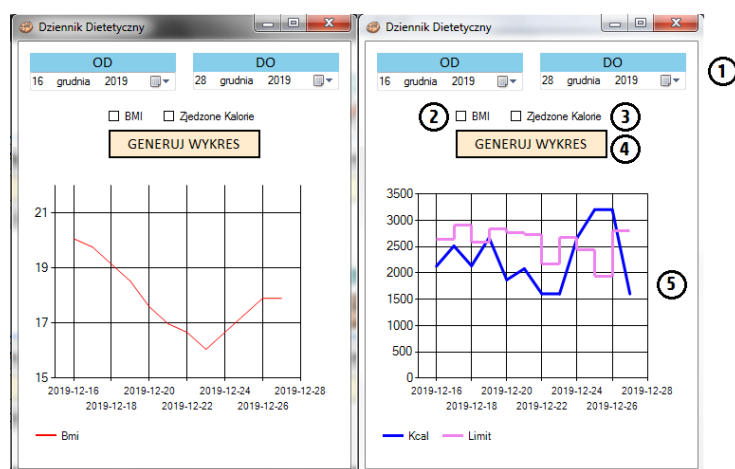 Dziennik Dietetyczny
OD DO
16 grudnia 2019 28 grudnia 2019
BMI Zjedzone Kalorie
GENERUJ WYKRES
21
19
17
15
2019-12-16 2019-12-20 2019-12-24 2019-12-28
2019-12-18 2019-12-22 2019-12-26
Bmi
Dziennik Dietetyczny
OD DO
16 grudnia 2019 28 grudnia 2019
1
2 BMI Zjedzone Kalorie 3
GENERUJ WYKRES 4
3500
3000
2500
2000
1500
1000
500
0
5
2019-12-16 2019-12-20 2019-12-24 2019-12-28
2019-12-18 2019-12-22 2019-12-26
Kcal Limit